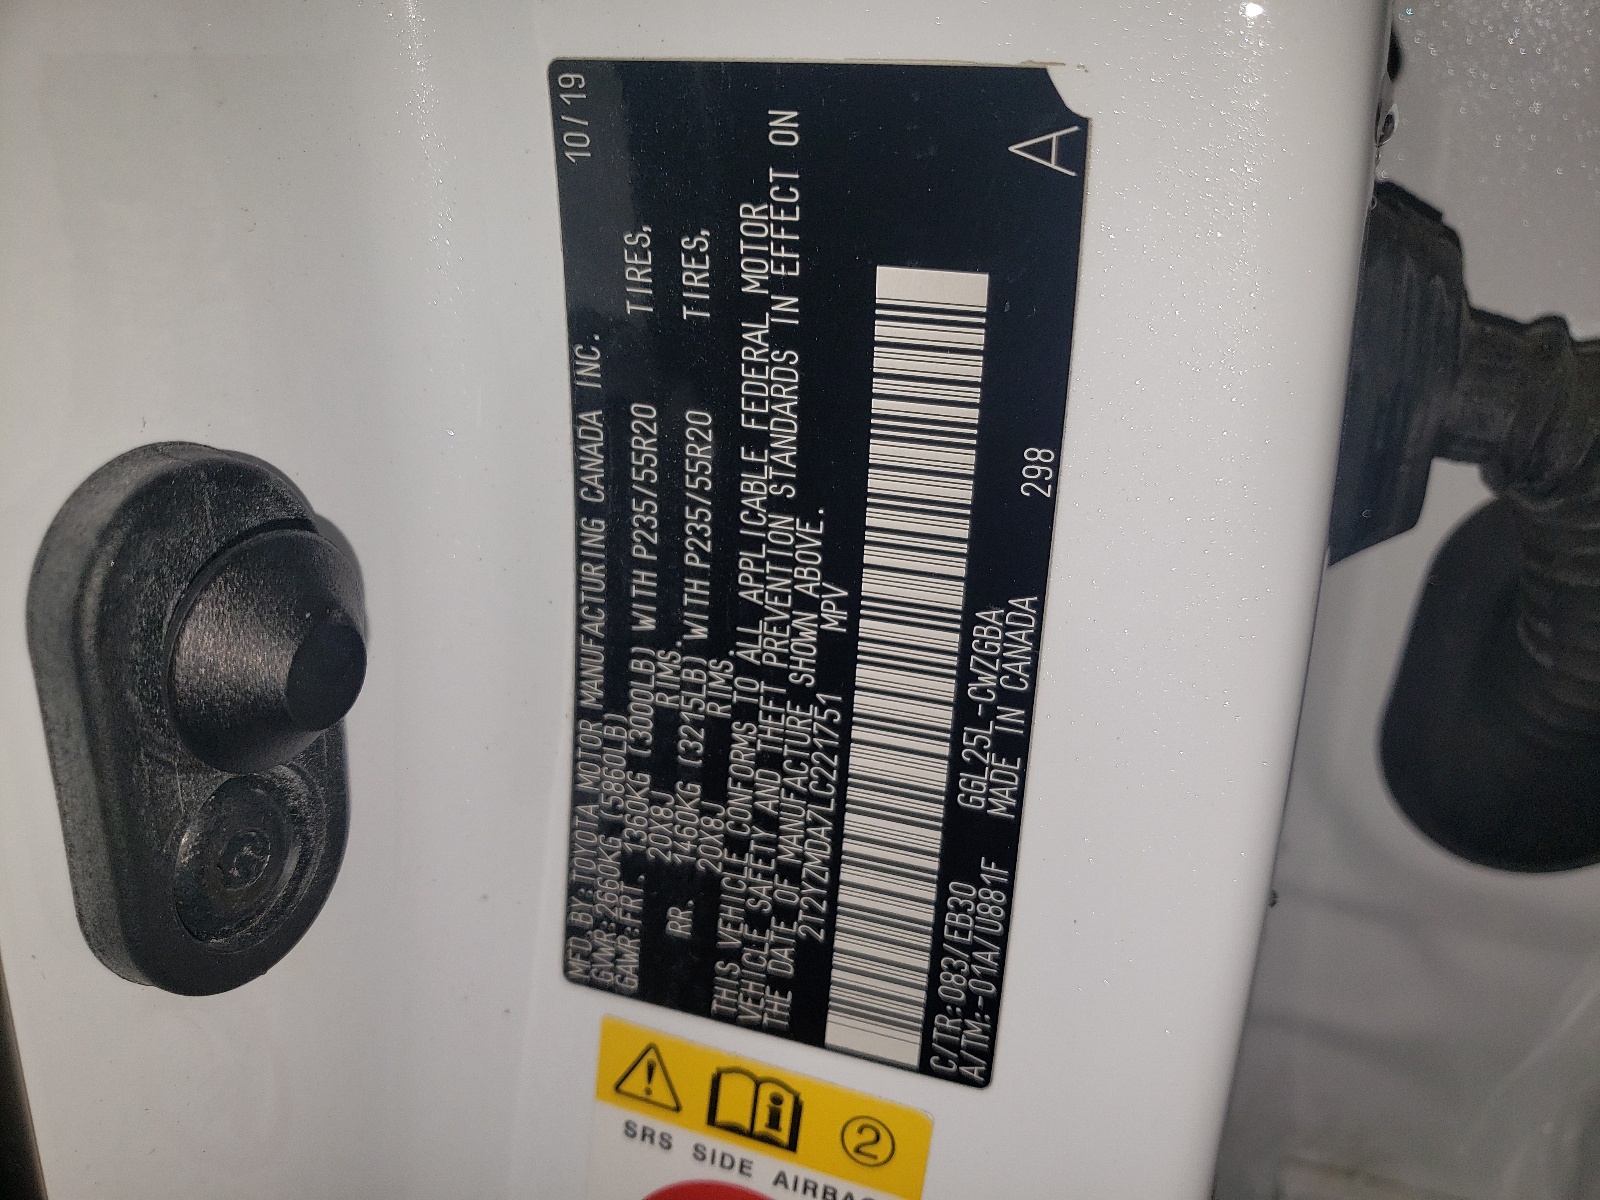 MFD.BY:TOYOTA MOTOR MANUFACTURING CANADA INC. 10/19
GVWR:2660KG (5860LB)
GAWR:FRT. 1360KG (3000LB) WITH P235/55R20 TIRES,
20X8J RIMS.
RR. 1460KG (3215LB) WITH P235/55R20 TIRES,
20X8J RIMS.
THIS VEHICLE CONFORMS TO ALL APPLICABLE FEDERAL MOTOR
VEHICLE SAFETY AND THEFT PREVENTION STANDARDS IN EFFECT ON
THE DATE OF MANUFACTURE SHOWN ABOVE.
2T2YZMDA7LC221751 MPV
C/TR:083/EB30 GGL25L-CWZGBA 298
A/TM:-01A/U881F MADE IN CANADA A
2
SRS SIDE AIRBAG